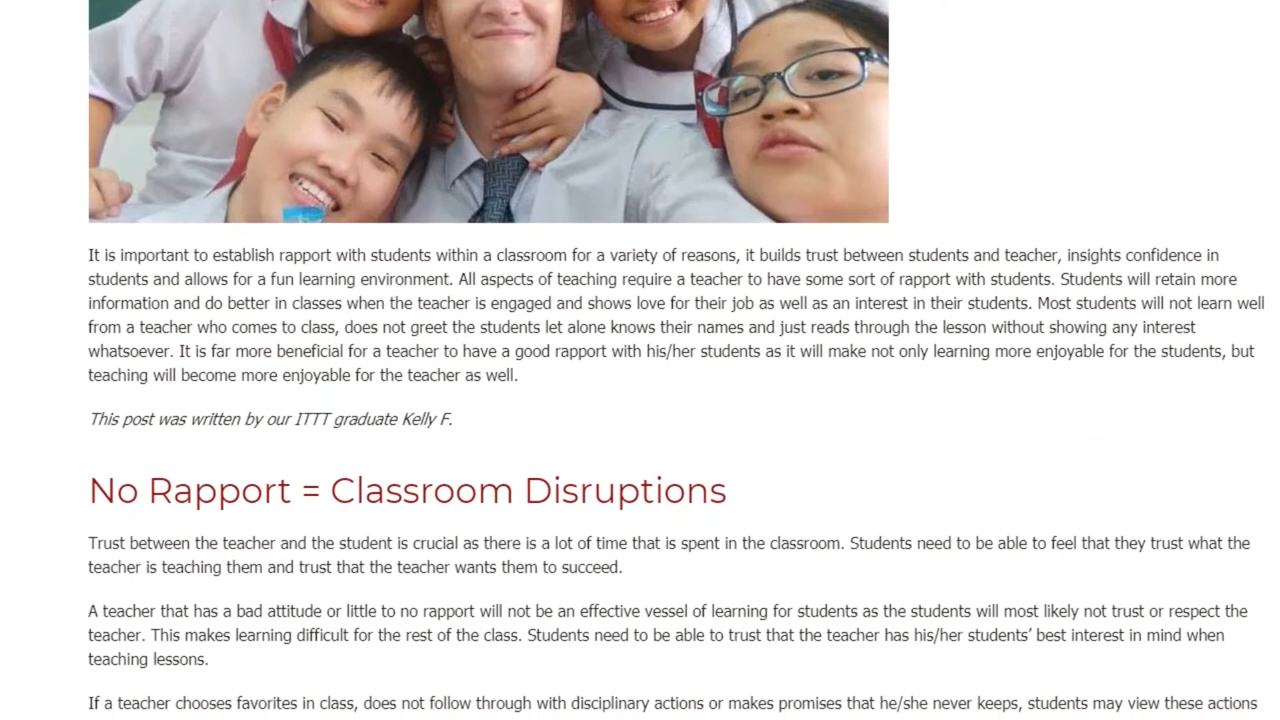 It is important to establish rapport with students within a classroom for a variety of reasons, it builds trust between students and teacher, insights confidence in
students and allows for a fun learning environment. All aspects of teaching require a teacher to have some sort of rapport with students. Students will retain more
information and do better in classes when the teacher is engaged and shows love for their job as well as an interest in their students. Most students will not learn well
from a teacher who comes to class, does not greet the students let alone knows their names and just reads through the lesson without showing any interest
whatsoever. It is far more beneficial for a teacher to have a good rapport with his/her students as it will make not only learning more enjoyable for the students, but
teaching will become more enjoyable for the teacher as well.
This post was written by our ITTT graduate Kelly F.
No Rapport = Classroom Disruptions
Trust between the teacher and the student is crucial as there is a lot of time that is spent in the classroom. Students need to be able to feel that they trust what the
teacher is teaching them and trust that the teacher wants them to succeed.
A teacher that has a bad attitude or little to no rapport will not be an effective vessel of learning for students as the students will most likely not trust or respect the
teacher. This makes learning difficult for the rest of the class. Students need to be able to trust that the teacher has his/her students’ best interest in mind when
teaching lessons.
If a teacher chooses favorites in class, does not follow through with disciplinary actions or makes promises that he/she never keeps, students may view these actions